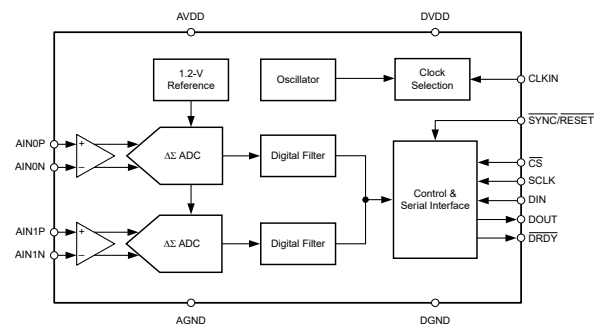 AVDD
DVDD
1.2-V
Reference
Oscillator
Clock
Selection
CLKIN
SYNC/RESET
AIN0P
+
AIN0N
−
ΔΣ ADC
Digital Filter
Control &
Serial Interface
CS
SCLK
DIN
DOUT
DRDY
AIN1P
+
AIN1N
−
ΔΣ ADC
Digital Filter
AGND
DGND